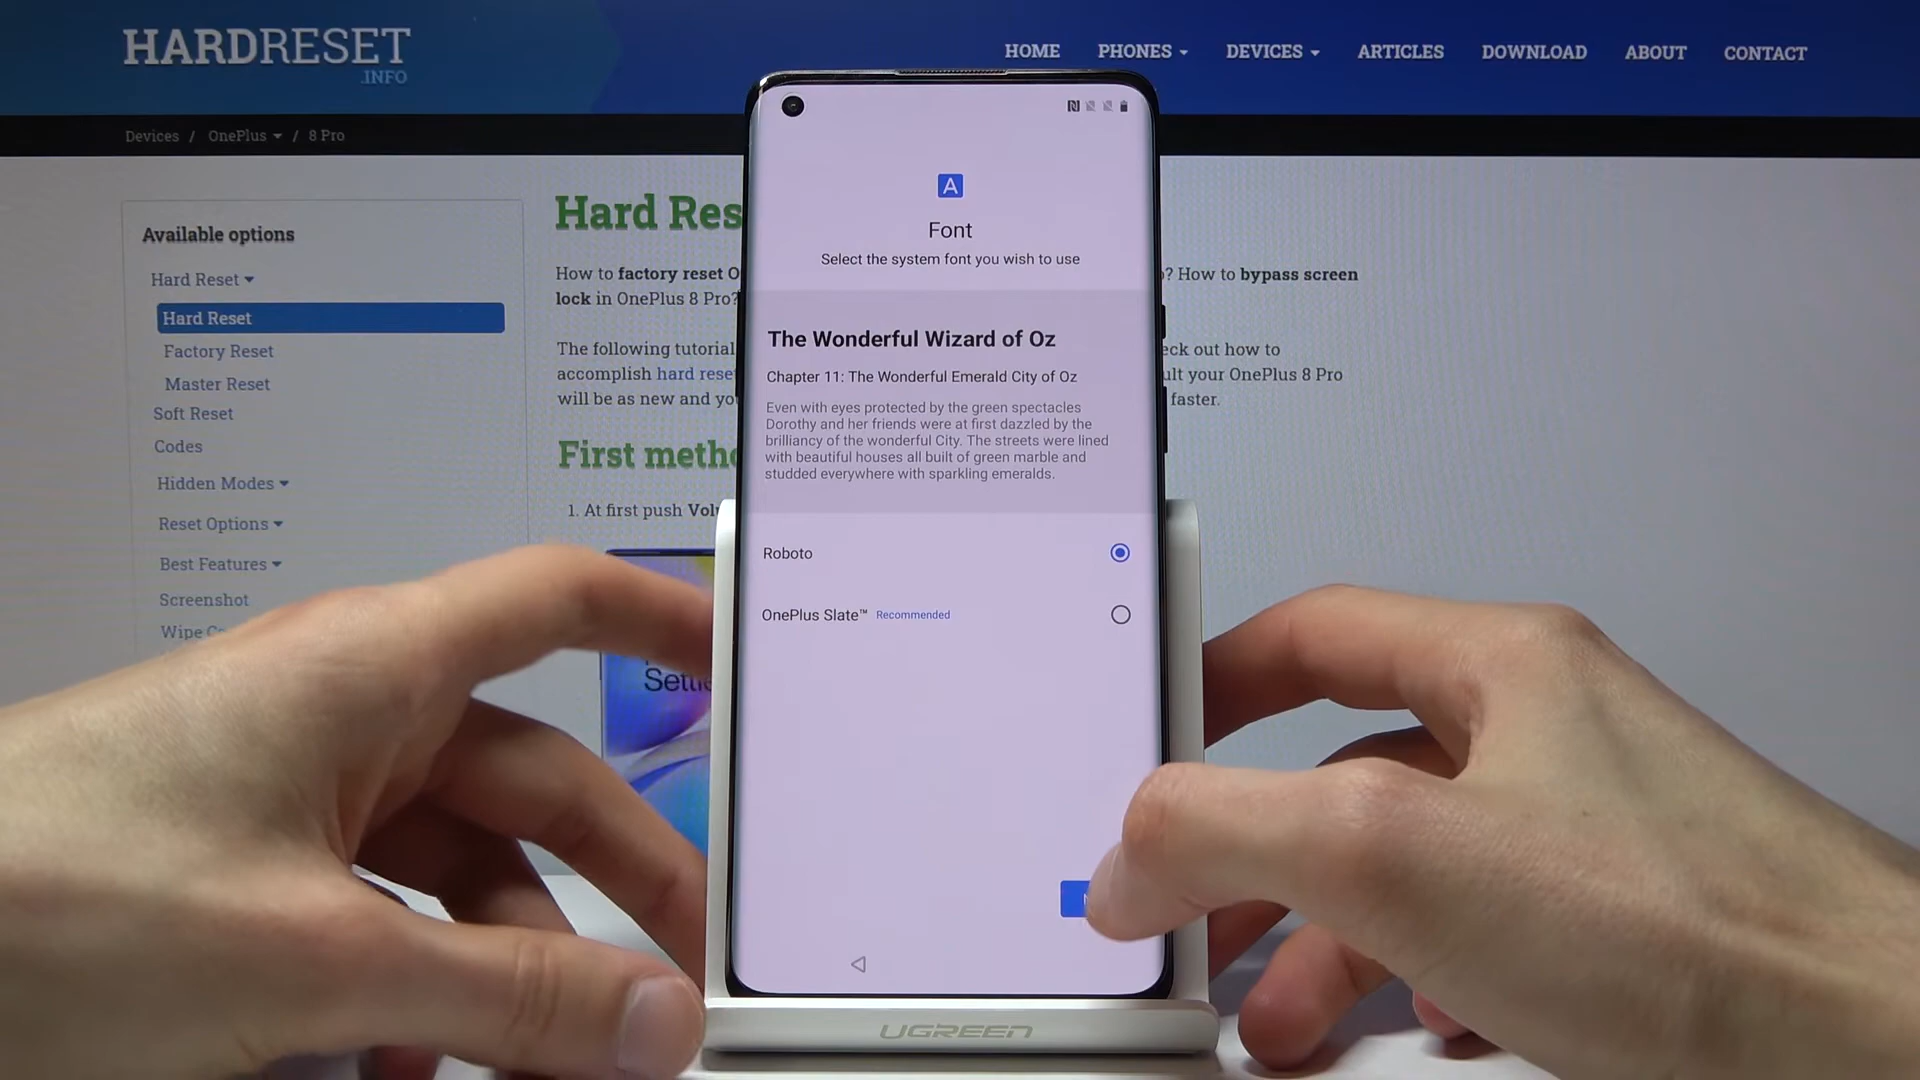 HARDRESET
.INFO
HOME PHONES DEVICES ARTICLES DOWNLOAD ABOUT CONTACT
Devices / OnePlus / 8 Pro
Available options
Hard Reset
Hard Reset
Factory Reset
Master Reset
Soft Reset
Codes
Hidden Modes
Reset Options
Best Features
Screenshot
Wipe
Hard Res
How to factory reset O ? How to bypass screen
lock in OnePlus 8 Pro?
The following tutorial eck out how to
accomplish hard rese ult your OnePlus 8 Pro
will be as new and yo faster.
First meth
1. At first push Vol
Font
Select the system font you wish to use
The Wonderful Wizard of Oz
Chapter 11: The Wonderful Emerald City of Oz
Even with eyes protected by the green spectacles
Dorothy and her friends were at first dazzled by the
brilliancy of the wonderful City. The streets were lined
with beautiful houses all built of green marble and
studded everywhere with sparkling emeralds.
Roboto
OnePlus Slate™ Recommended
UGREEN